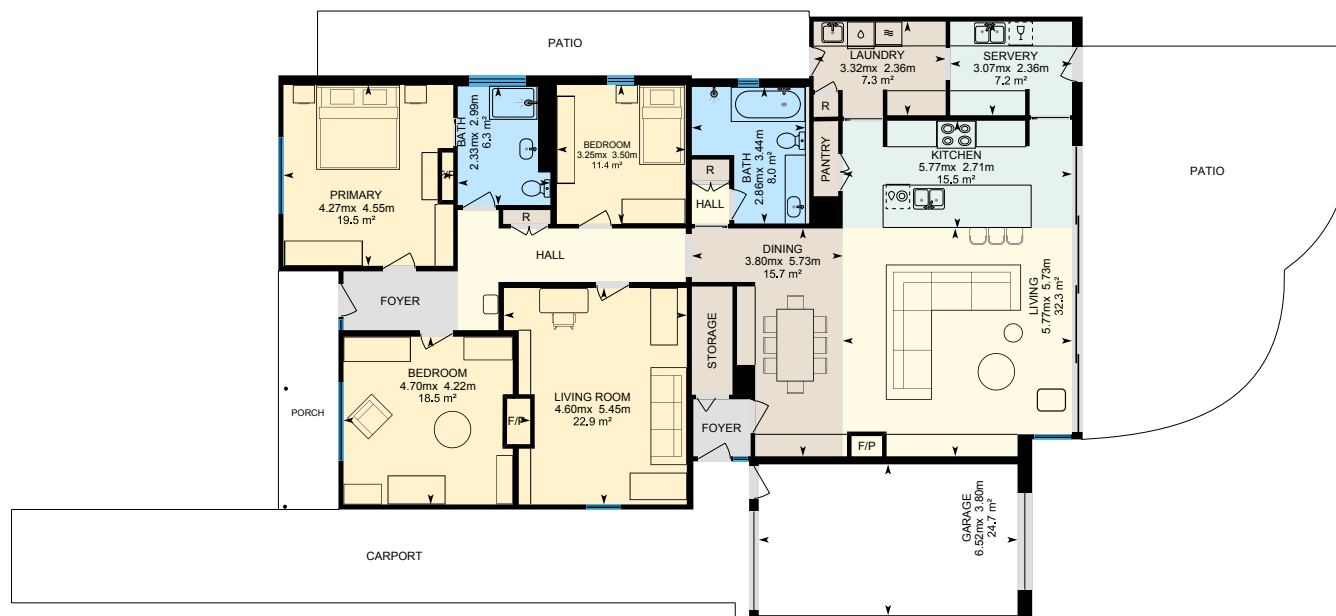 PATIO
LAUNDRY
3.32mx 2.36m
7.3 m²
SERVERY
3.07mx 2.36m
7.2 m²
R
PRIMARY
4.27mx 4.55m
19.5 m²
BATH
2.33mx 2.99m
6.3 m²
BEDROOM
3.25mx 3.50m
11.4 m²
BATH
2.86mx 3.44m
8.0 m²
R
HALL
PANTRY
KITCHEN
5.77mx 2.71m
15.5 m²
PATIO
R
HALL
DINING
3.80mx 5.73m
15.7 m²
LIVING
5.77mx 5.73m
32.3 m²
FOYER
STORAGE
BEDROOM
4.70mx 4.22m
18.5 m²
F/P
LIVING ROOM
4.60mx 5.45m
22.9 m²
PORCH
FOYER
F/P
GARAGE
6.52mx 3.80m
24.7 m²
CARPORT